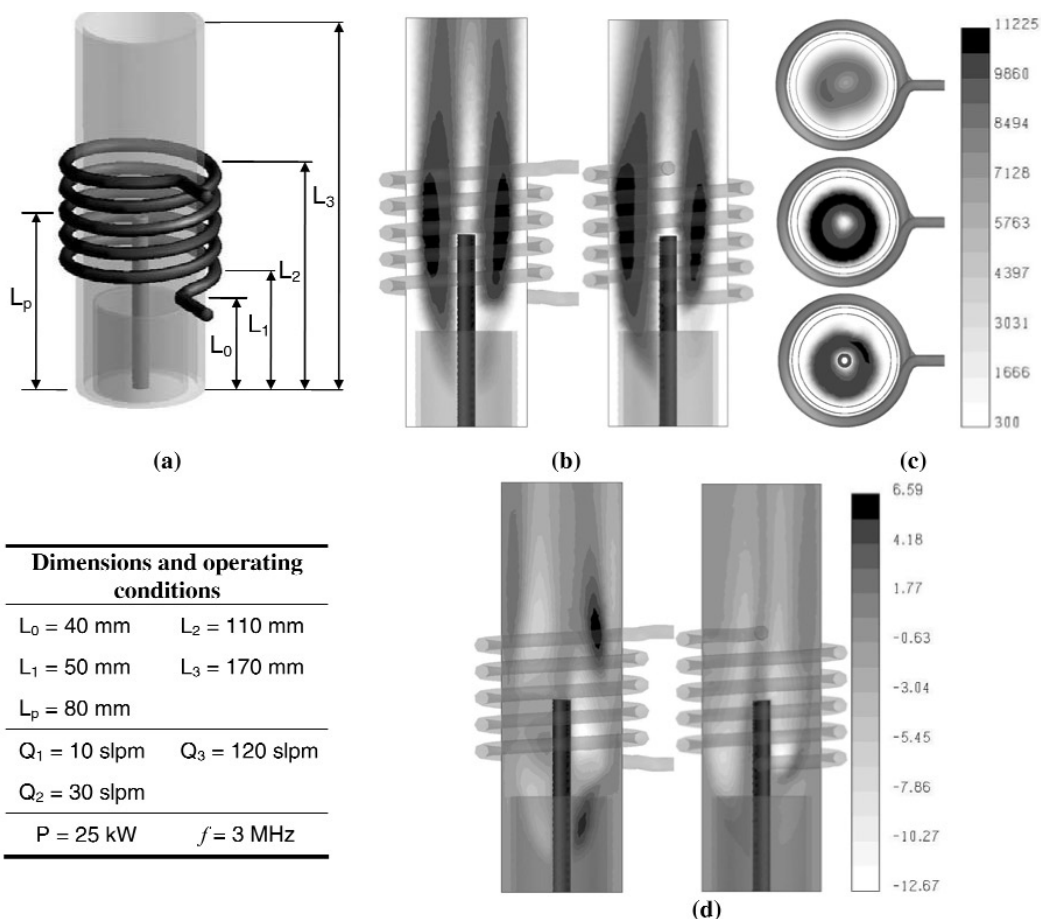 L3
L2
L1
L0
Lp
(a)
(b)
(c)
11225
9860
8494
7128
5763
4397
3031
1666
300
Dimensions and operating
conditions
L0 = 40 mm L2 = 110 mm
L1 = 50 mm L3 = 170 mm
Lp = 80 mm
Q1 = 10 slpm Q3 = 120 slpm
Q2 = 30 slpm
P = 25 kW f = 3 MHz
6.59
4.18
1.77
-0.63
-3.04
-5.45
-7.86
-10.27
-12.67
(d)